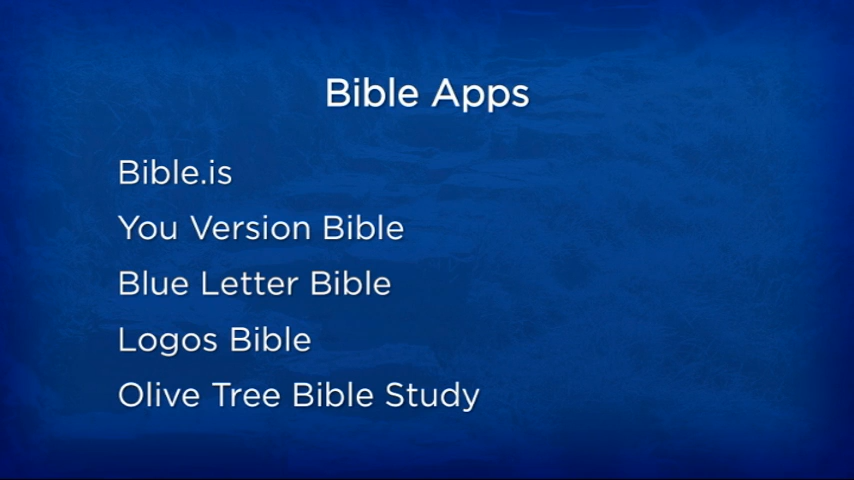 Bible Apps
Bible.is
You Version Bible
Blue Letter Bible
Logos Bible
Olive Tree Bible Study